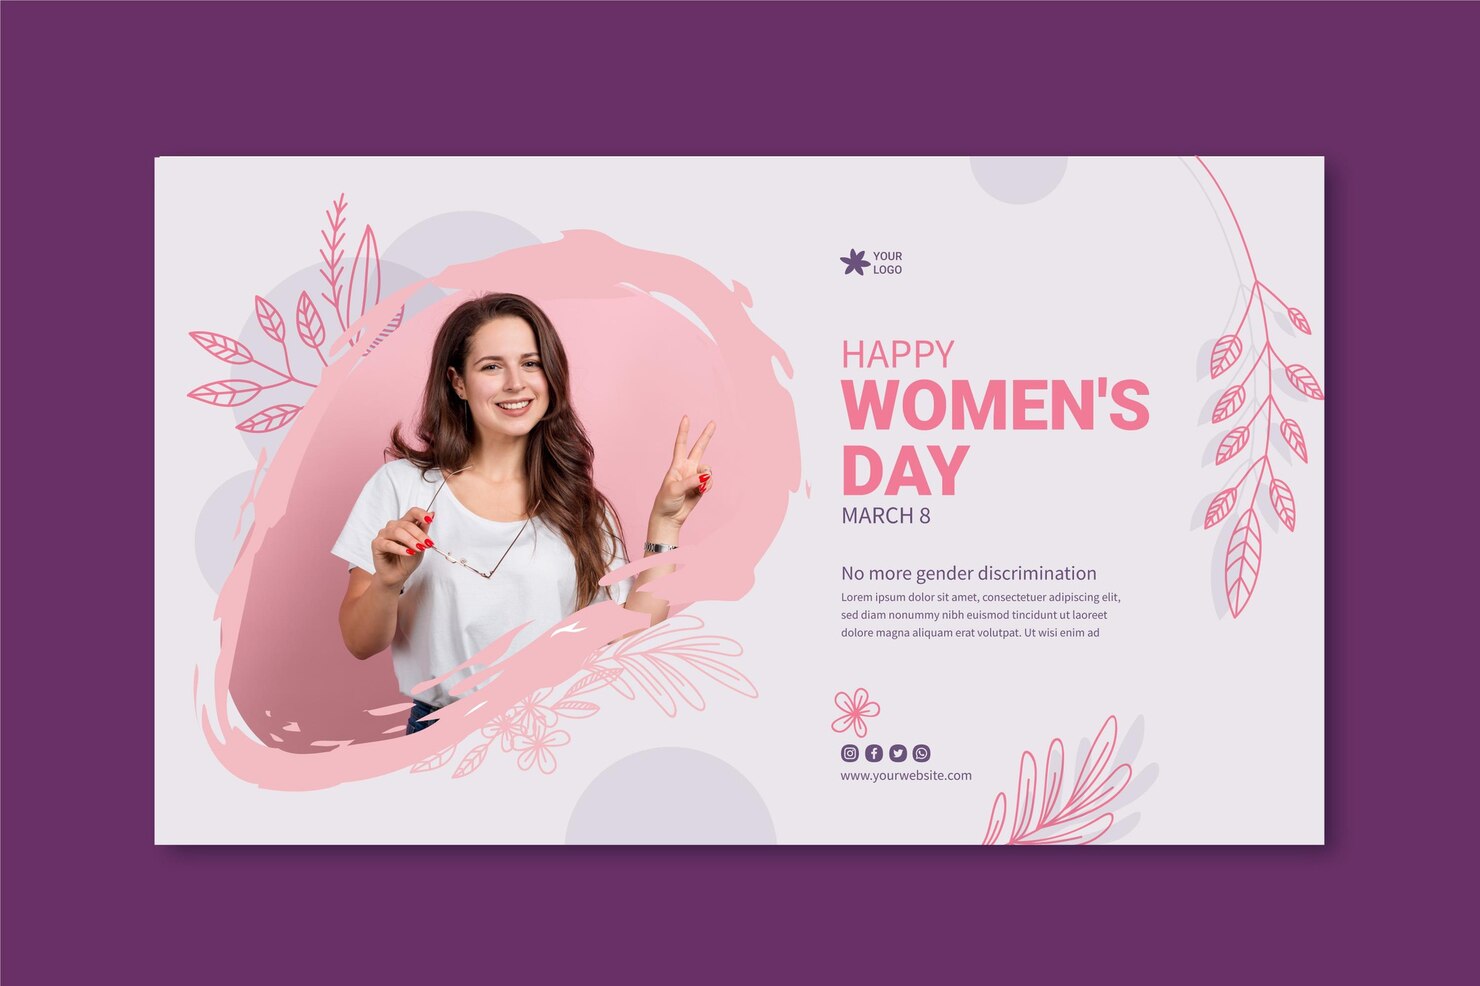 YOUR
LOGO
HAPPY
WOMEN'S
DAY
MARCH 8
No more gender discrimination
Lorem ipsum dolor sit amet, consectetuer adipiscing elit,
sed diam nonummy nibh euismod tincidunt ut laoreet
dolore magna aliquam erat volutpat. Ut wisi enim ad
www.yourwebsite.com